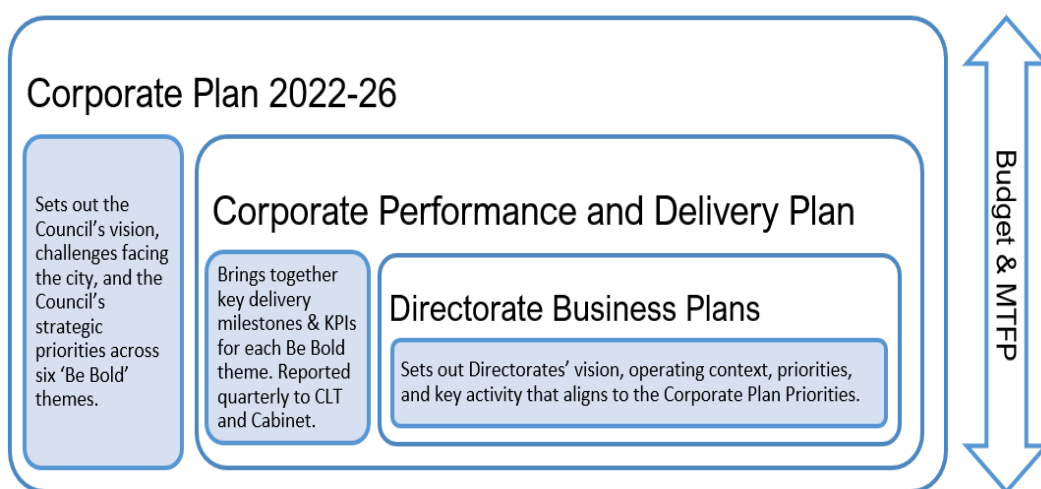 Corporate Plan 2022-26
Sets out the
Council’s vision,
challenges facing
the city, and the
Council’s
strategic
priorities across
six ‘Be Bold’
themes.
Corporate Performance and Delivery Plan
Brings together
key delivery
milestones & KPIs
for each Be Bold
theme. Reported
quarterly to CLT
and Cabinet.
Directorate Business Plans
Sets out Directorates’ vision, operating context, priorities,
and key activity that aligns to the Corporate Plan Priorities.
Budget & MTFP